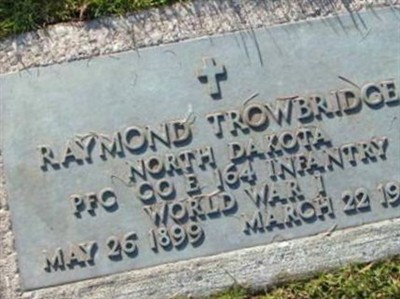 RAYMOND TROWBRIDGE
NORTH DAKOTA
PFC CO E 164 INFANTRY
WORLD WAR I
MAY 26 1899 MARCH 22 19